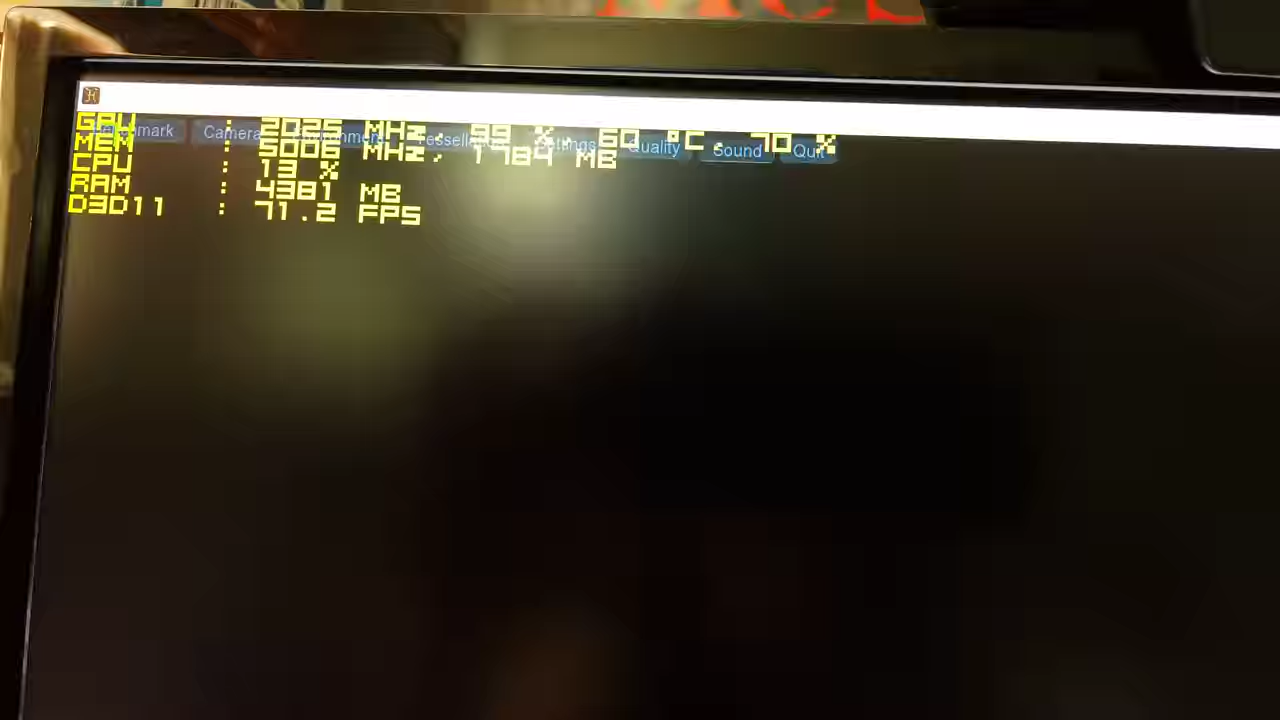 GPU : 2025 MHz, 99 %, 60 °C, 70 %
Camera Quality Sound Quit
MEM : 5006 MHz, 1784 MB
CPU : 13 %
RAM : 4381 MB
D3D11 : 71.2 FPS